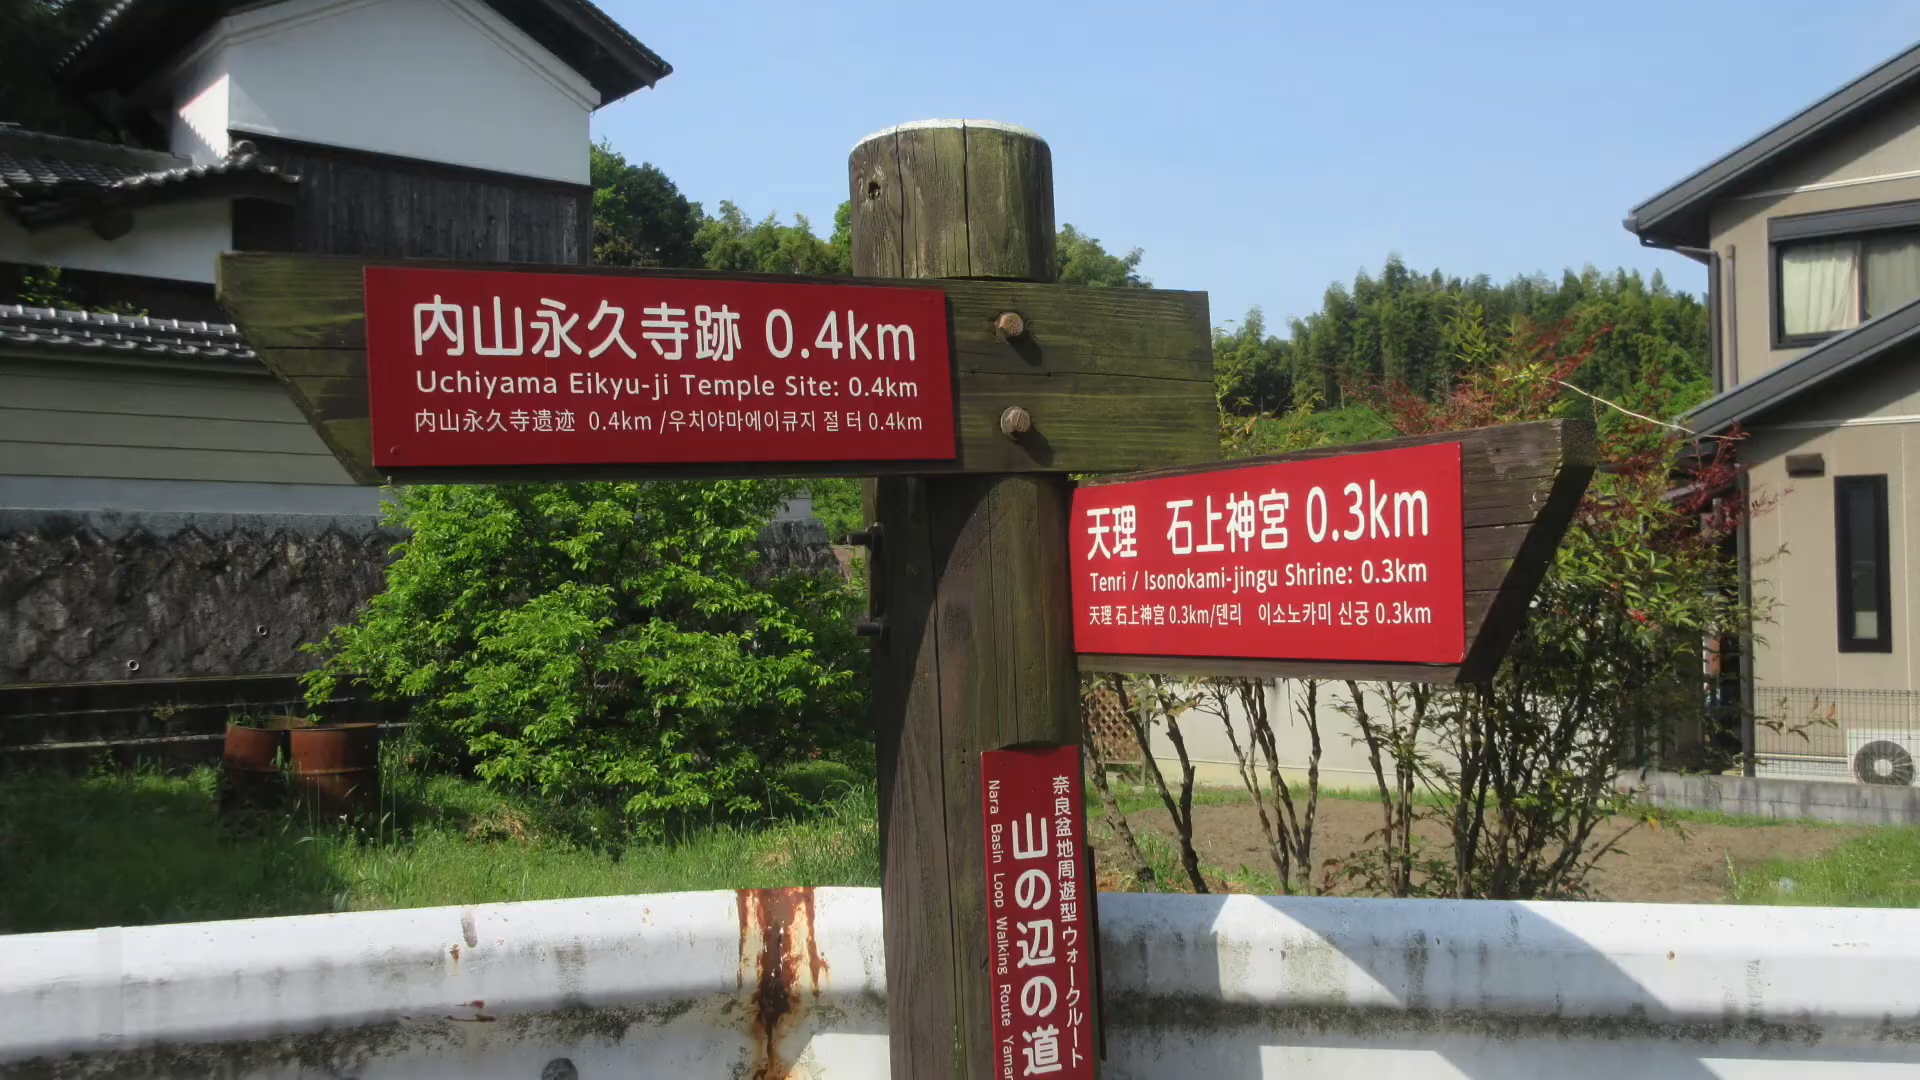 内山永久寺跡 0.4km
Uchiyama Eikyu-ji Temple Site: 0.4km
内山永久寺遗迹 0.4km /우치야마에이큐지 절 터 0.4km
天理 石上神宮 0.3km
Tenri / Isonokami-jingu Shrine: 0.3km
天理 石上神宮 0.3km/덴리 이소노카미 신궁 0.3km
奈良盆地周遊型ウォークルート
山の辺の道
Nara Basin Loop Walking Route